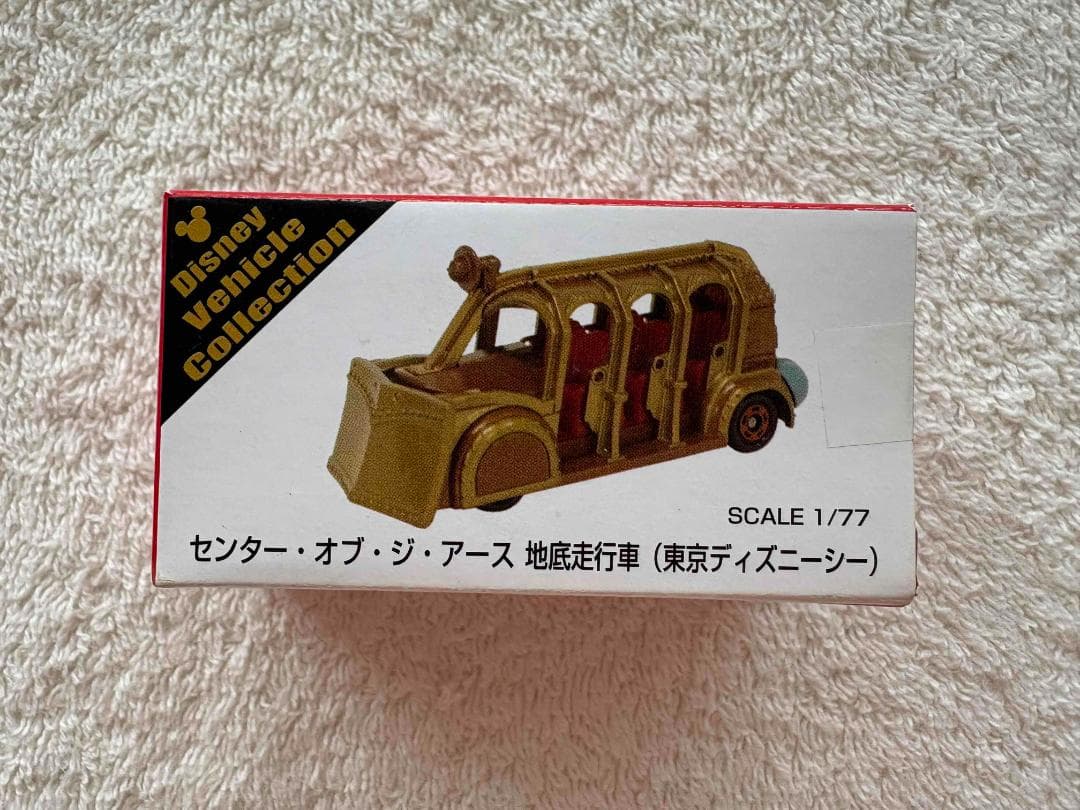 Disney
Vehicle
Collection
SCALE 1/77
センター・オブ・ジ・アース 地底走行車（東京ディズニーシー）